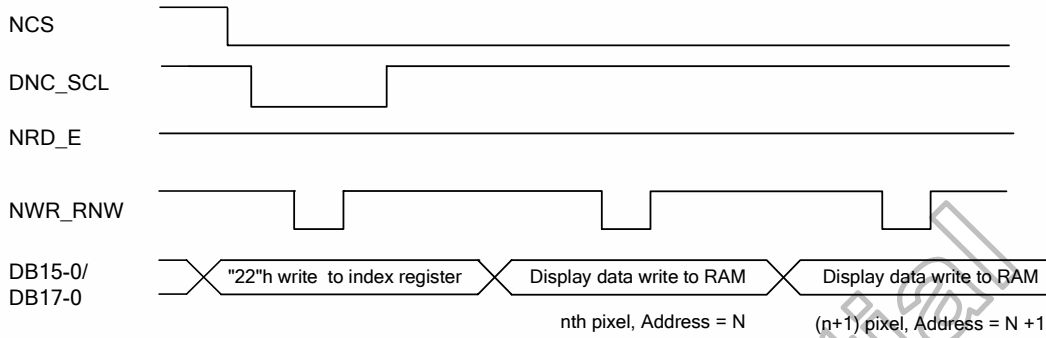 NCS
DNC_SCL
NRD_E
NWR_RNW
DB15-0/
DB17-0
"22"h write to index register
Display data write to RAM
Display data write to RAM
nth pixel, Address = N
(n+1) pixel, Address = N +1